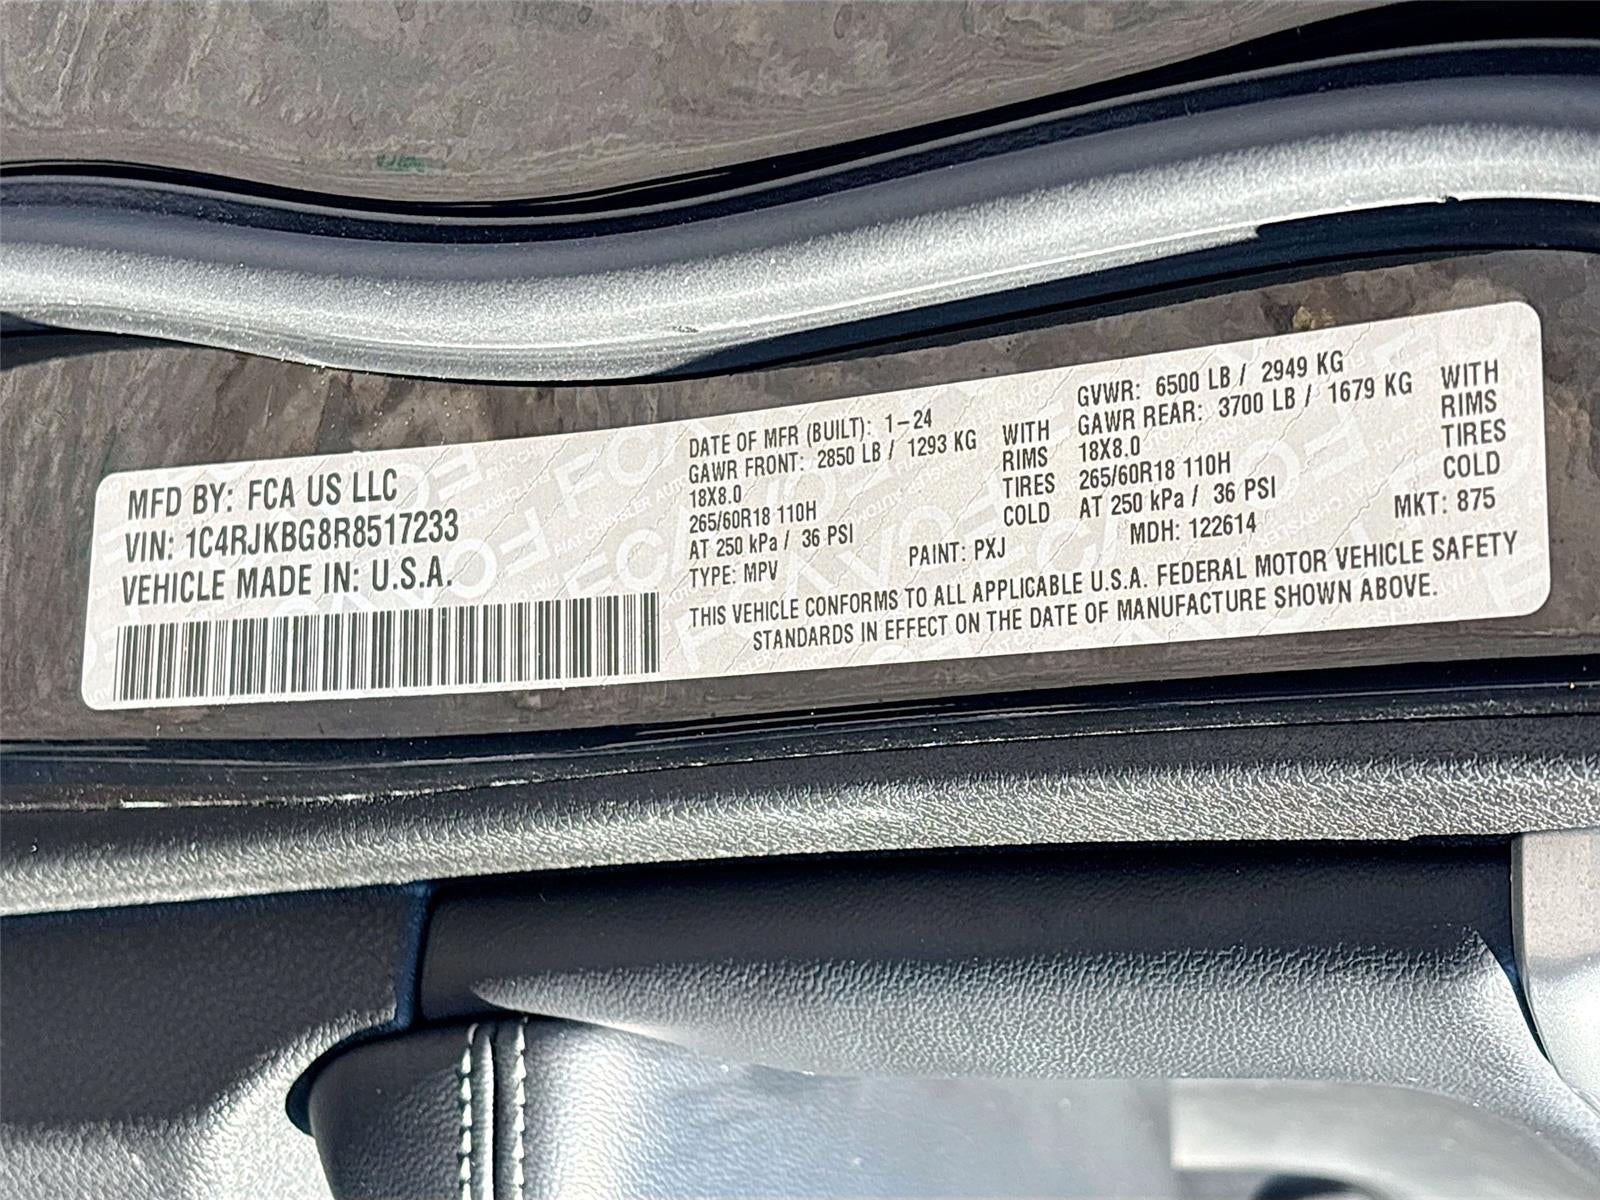 MFD BY: FCA US LLC
VIN: 1C4RJKBG8R8517233
VEHICLE MADE IN: U.S.A.
DATE OF MFR (BUILT): 1-24
GAWR FRONT: 2850 LB / 1293 KG WITH
18X8.0 RIMS
265/60R18 110H TIRES
AT 250 kPa / 36 PSI COLD
TYPE: MPV PAINT: PXJ
GVWR: 6500 LB / 2949 KG
GAWR REAR: 3700 LB / 1679 KG WITH
18X8.0 RIMS
265/60R18 110H TIRES
AT 250 kPa / 36 PSI COLD
MDH: 122614 MKT: 875
THIS VEHICLE CONFORMS TO ALL APPLICABLE U.S.A. FEDERAL MOTOR VEHICLE SAFETY
STANDARDS IN EFFECT ON THE DATE OF MANUFACTURE SHOWN ABOVE.